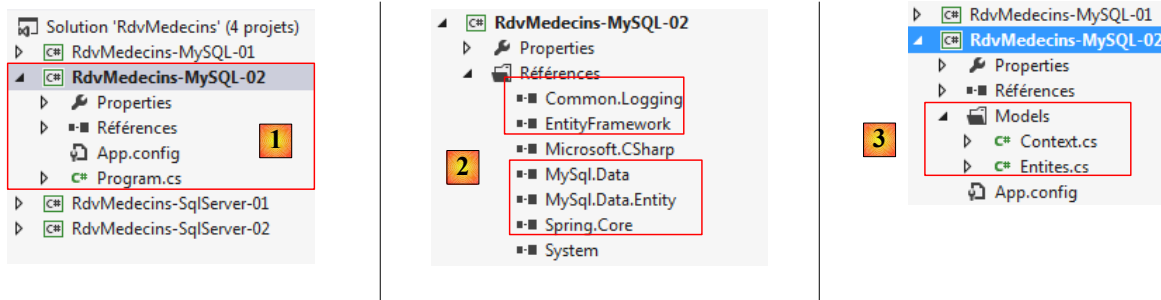 Solution 'RdvMedecins' (4 projets)
C# RdvMedecins-MySQL-01
C# RdvMedecins-MySQL-02
Properties
Références
App.config
C# Program.cs
C# RdvMedecins-SqlServer-01
C# RdvMedecins-SqlServer-02
1
C# RdvMedecins-MySQL-02
Properties
Références
Common.Logging
EntityFramework
Microsoft.CSharp
MySql.Data
MySql.Data.Entity
Spring.Core
System
2
C# RdvMedecins-MySQL-01
C# RdvMedecins-MySQL-02
Properties
Références
Models
C# Context.cs
C# Entites.cs
App.config
3